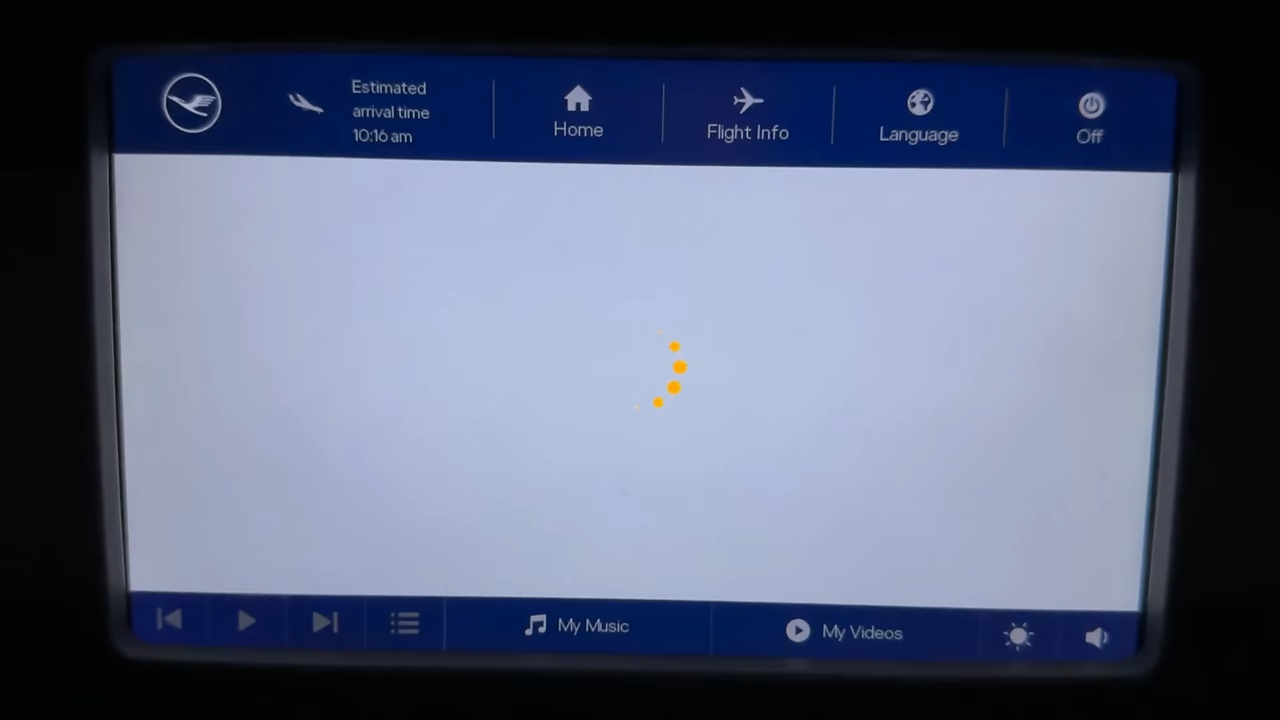 Estimated
arrival time
10:16 am
Home
Flight Info
Language
Off
My Music
My Videos